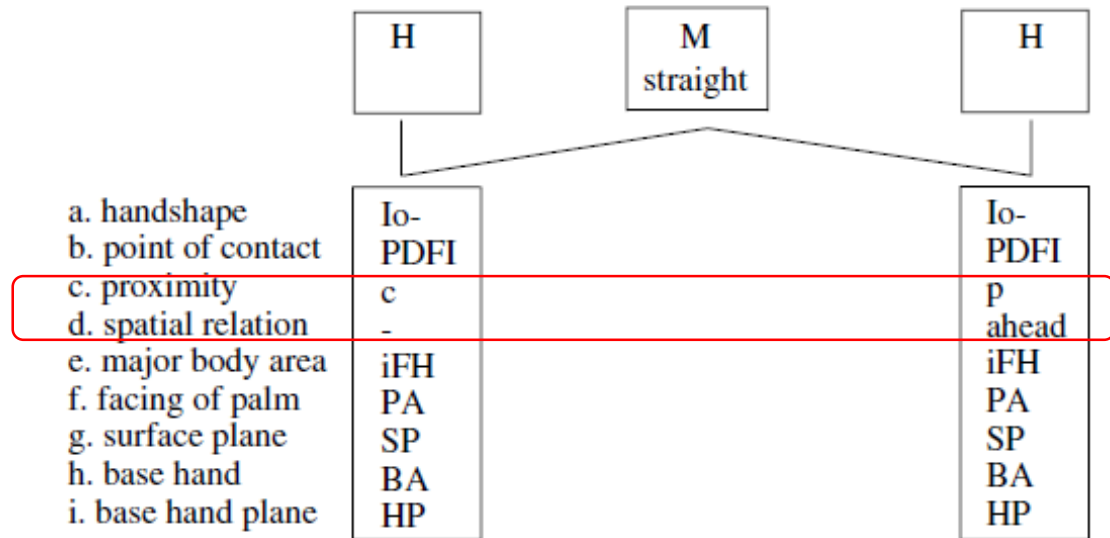 H M H
straight
a. handshape Io- Io-
b. point of contact PDFI PDFI
c. proximity c p
d. spatial relation - ahead
e. major body area iFH iFH
f. facing of palm PA PA
g. surface plane SP SP
h. base hand BA BA
i. base hand plane HP HP